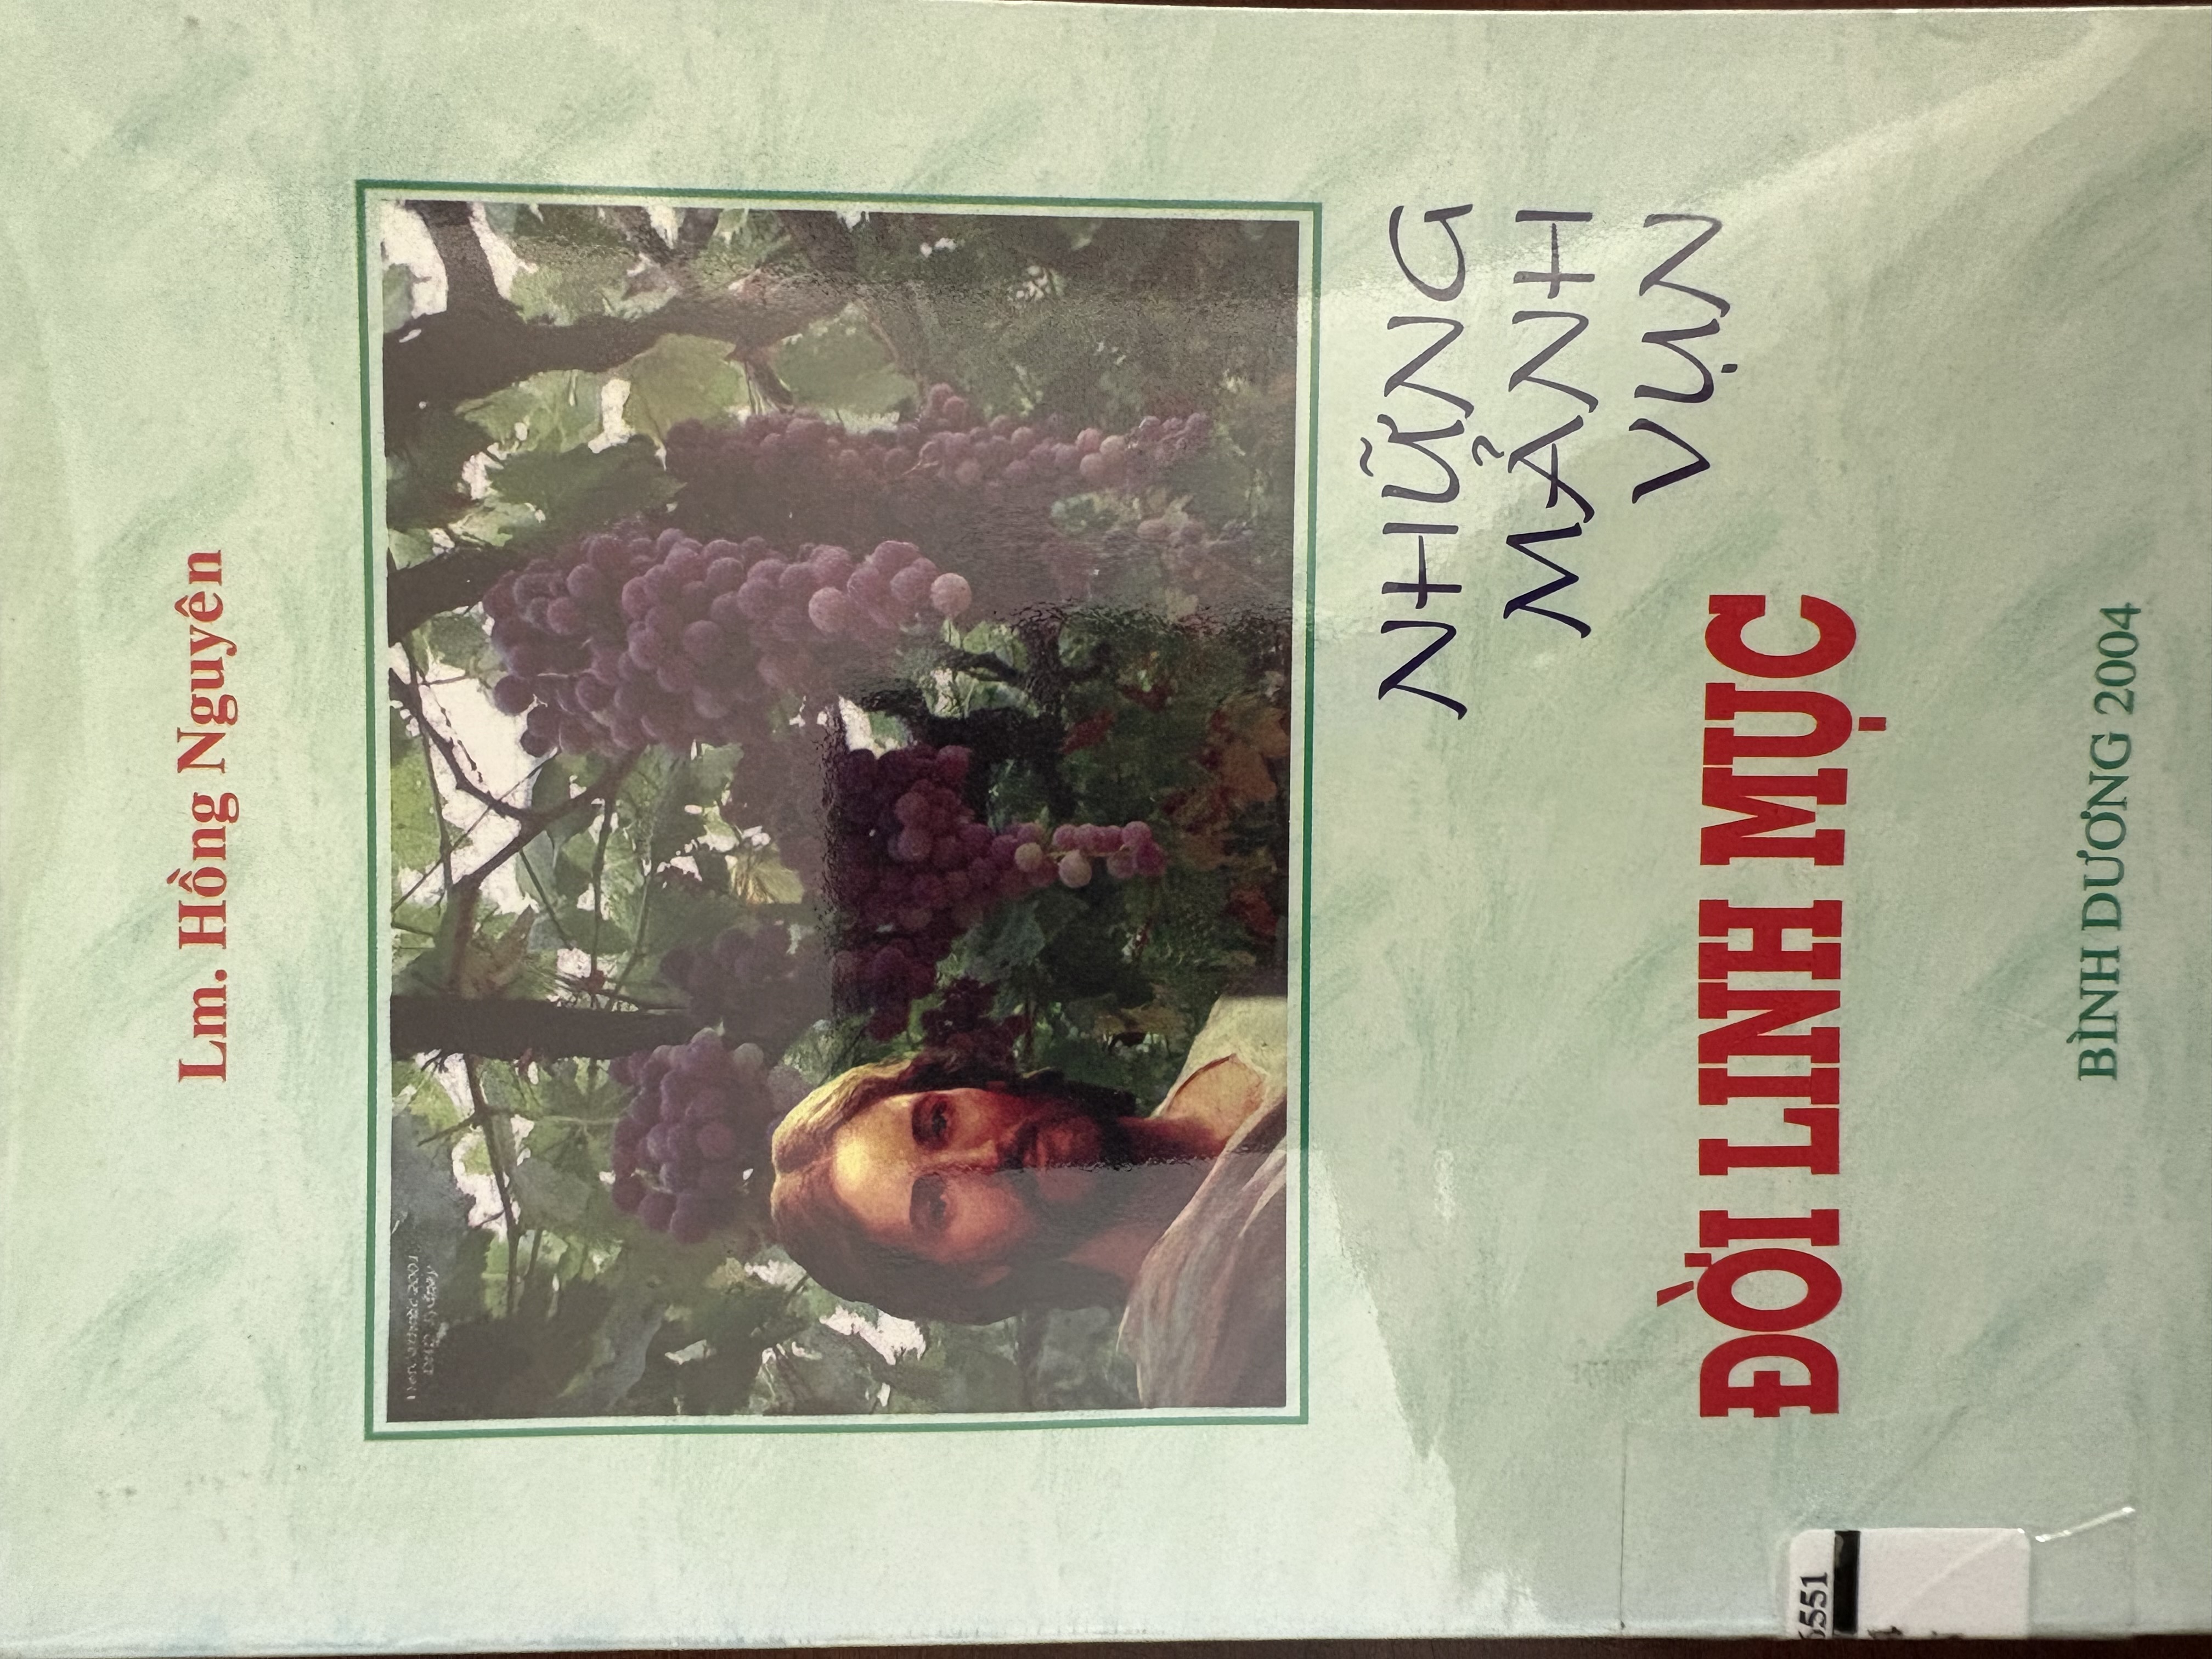 Lm. Hồng Nguyên
NHỮNG
MẢNH
VỤN
ĐỜI LINH MỤC
BÌNH DƯƠNG 2004